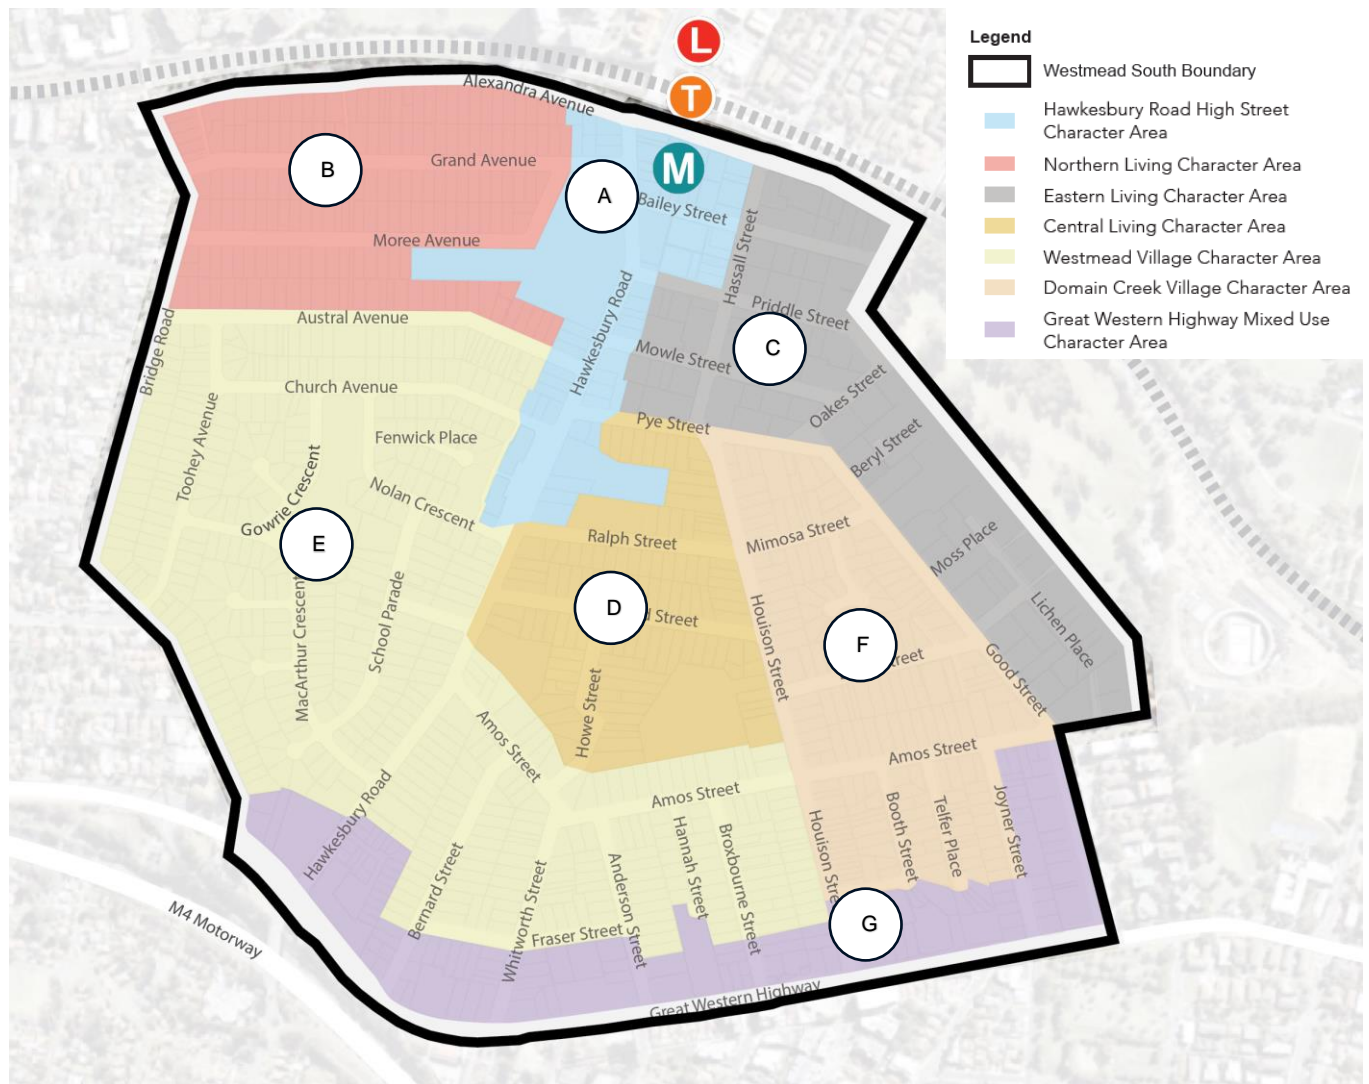 L
T
M
Legend
Westmead South Boundary
Hawkesbury Road High Street
Character Area
Northern Living Character Area
Eastern Living Character Area
Central Living Character Area
Westmead Village Character Area
Domain Creek Village Character Area
Great Western Highway Mixed Use
Character Area
Alexandra Avenue
B
Grand Avenue
A
Bailey Street
Moree Avenue
Hassall Street
Priddle Street
Bridge Road
Austral Avenue
Hawkesbury Road
Mowle Street
C
Church Avenue
Oakes Street
Toohey Avenue
Fenwick Place
Pye Street
Beryl Street
Gowrie Crescent
Nolan Crescent
Ralph Street
Mimosa Street
Moss Place
E
D
Street
MacArthur Crescent
School Parade
Houison Street
F
Lichen Place
Good Street
Howe Street
Amos Street
Amos Street
Amos Street
Hawkesbury Road
Bernard Street
Whitworth Street
Anderson Street
Hannah Street
Broxbourne Street
Houison Stre
Booth Street
Telfer Place
Joyner Street
G
Fraser Street
M4 Motorway
Great Western Highway